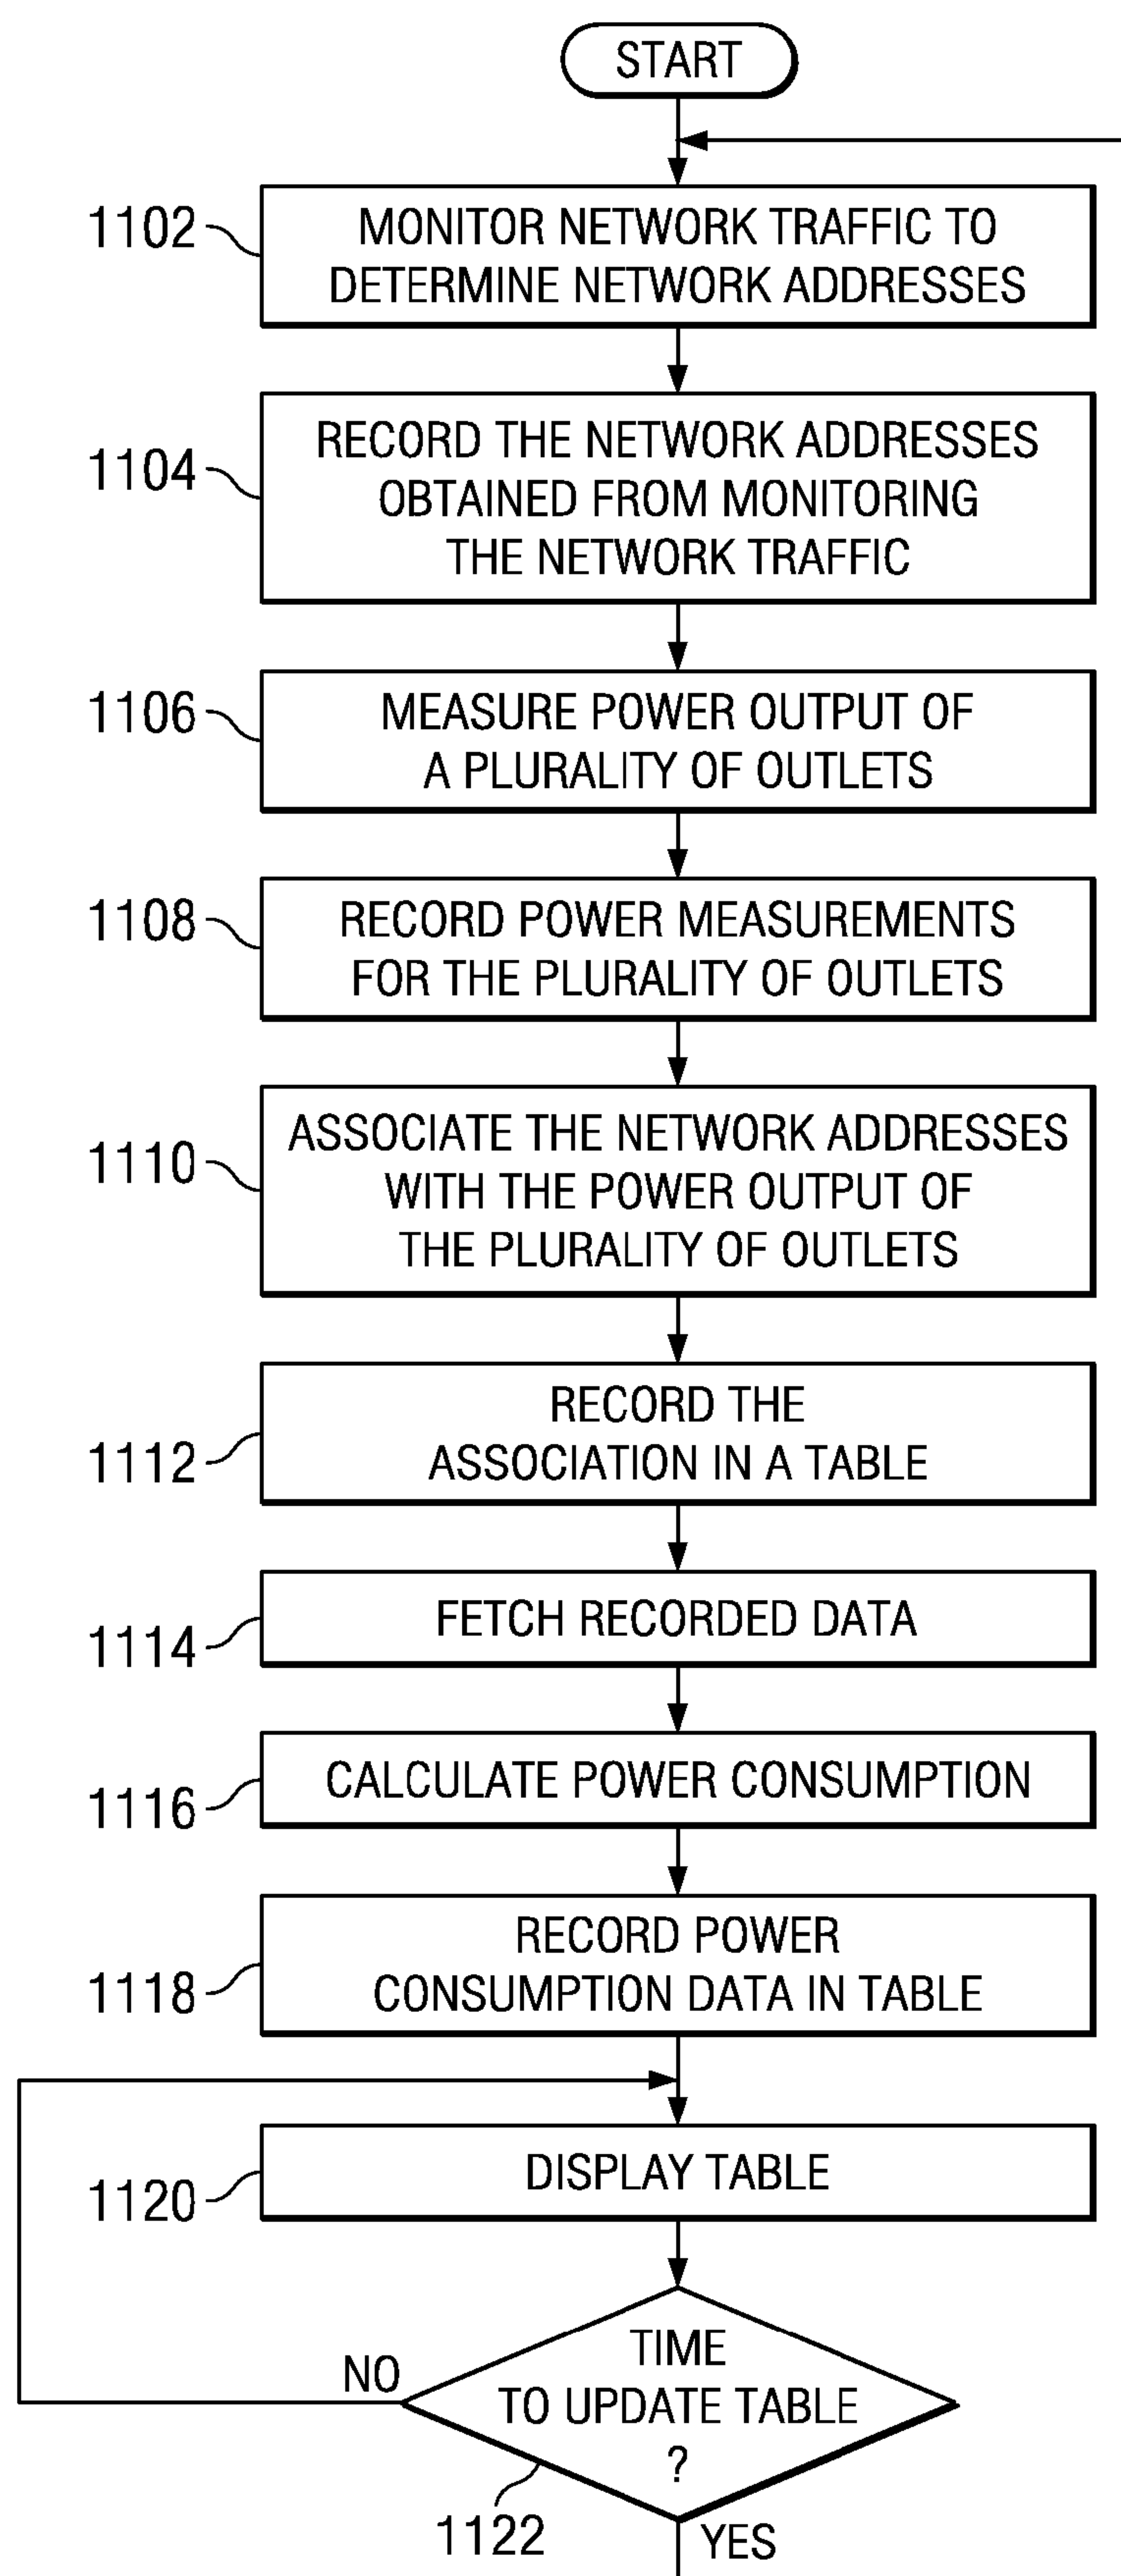 START
1102
MONITOR NETWORK TRAFFIC TO
DETERMINE NETWORK ADDRESSES
1104
RECORD THE NETWORK ADDRESSES
OBTAINED FROM MONITORING
THE NETWORK TRAFFIC
1106
MEASURE POWER OUTPUT OF
A PLURALITY OF OUTLETS
1108
RECORD POWER MEASUREMENTS
FOR THE PLURALITY OF OUTLETS
1110
ASSOCIATE THE NETWORK ADDRESSES
WITH THE POWER OUTPUT OF
THE PLURALITY OF OUTLETS
1112
RECORD THE
ASSOCIATION IN A TABLE
1114
FETCH RECORDED DATA
1116
CALCULATE POWER CONSUMPTION
1118
RECORD POWER
CONSUMPTION DATA IN TABLE
1120
DISPLAY TABLE
NO
TIME
TO UPDATE TABLE
?
1122
YES